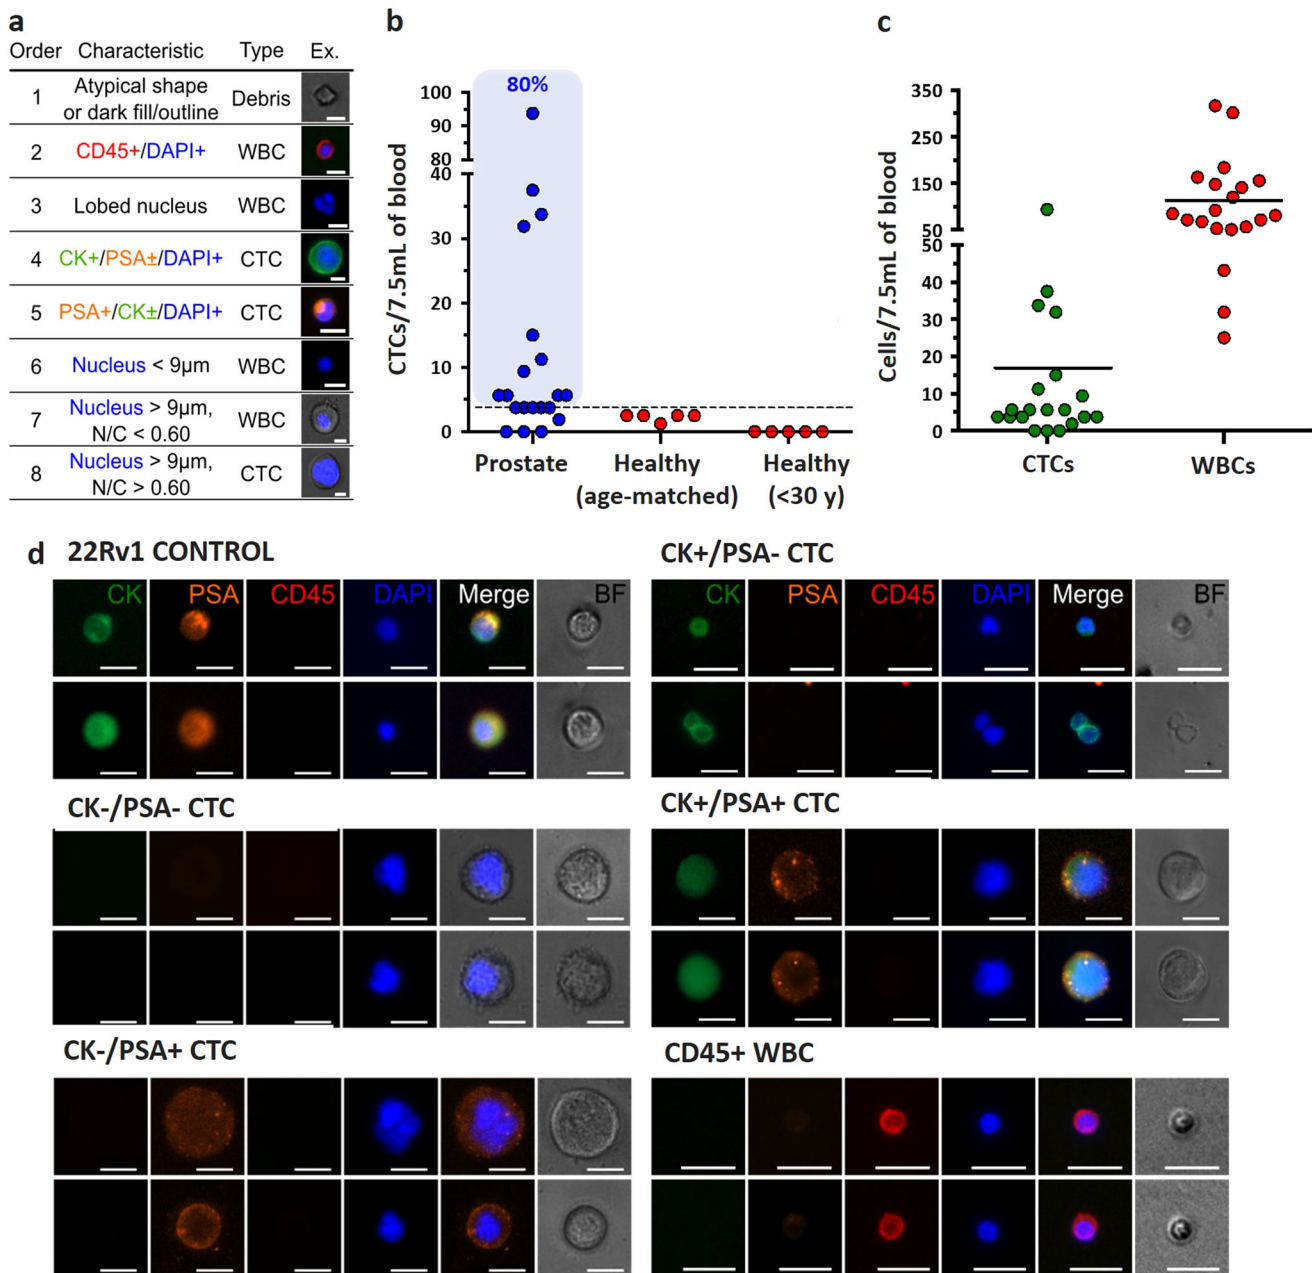 a
Order Characteristic Type Ex.
1 Atypical shape or dark fill/outline Debris
2 CD45+/DAPI+ WBC
3 Lobed nucleus WBC
4 CK+/PSA±/DAPI+ CTC
5 PSA+/CK±/DAPI+ CTC
6 Nucleus < 9µm WBC
7 Nucleus > 9µm, N/C < 0.60 WBC
8 Nucleus > 9µm, N/C > 0.60 CTC
b
CTCs/7.5mL of blood
100
90
80
40
30
20
10
0
80%
Prostate Healthy Healthy
(age-matched) (<30 y)
c
Cells/7.5mL of blood
350
250
150
50
50
40
30
20
10
0
CTCs WBCs
d 22Rv1 CONTROL
CK PSA CD45 DAPI Merge BF
CK+/PSA- CTC
CK PSA CD45 DAPI Merge BF
CK-/PSA- CTC
CK+/PSA+ CTC
CK-/PSA+ CTC
CD45+ WBC